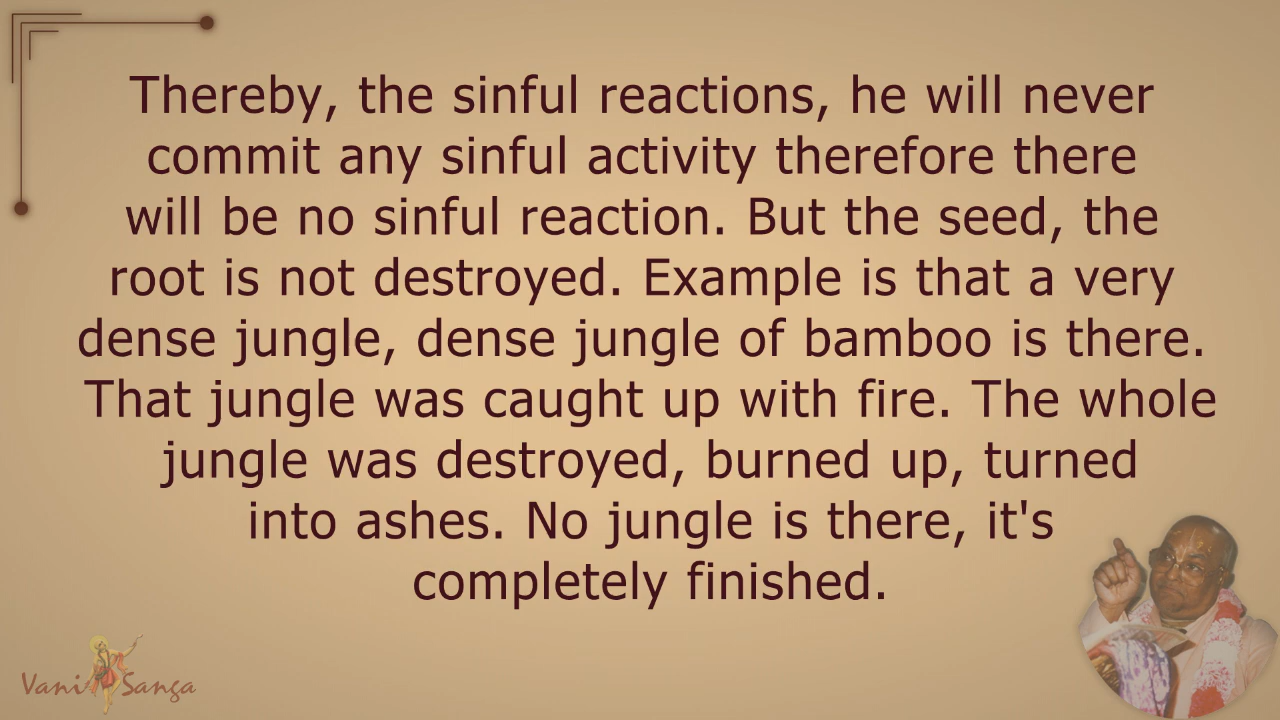 Thereby, the sinful reactions, he will never
commit any sinful activity therefore there
will be no sinful reaction. But the seed, the
root is not destroyed. Example is that a very
dense jungle, dense jungle of bamboo is there.
That jungle was caught up with fire. The whole
jungle was destroyed, burned up, turned
into ashes. No jungle is there, it's
completely finished.
Vani Sanga